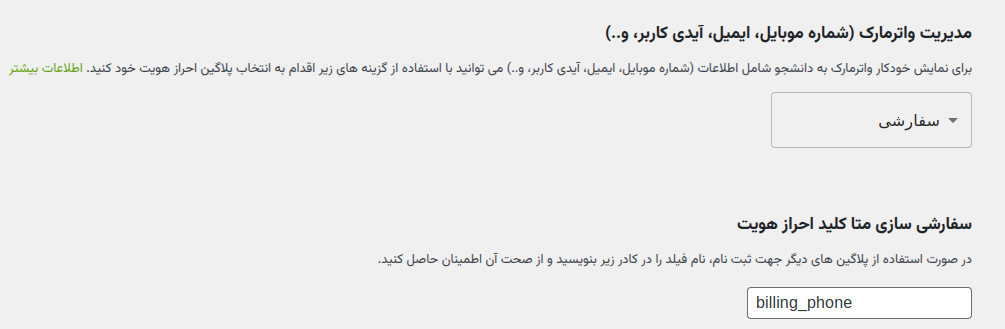 مدیریت واترمارک (شماره موبایل، ایمیل، آیدی کاربر، و..)
برای نمایش خودکار واترمارک به دانشجو شامل اطلاعات (شماره موبایل، ایمیل، آیدی کاربر، و..) می توانید با استفاده از گزینه های زیر اقدام به انتخاب پلاگین احراز هویت خود کنید. اطلاعات بیشتر
سفارشی
سفارشی سازی متا کلید احراز هویت
در صورت استفاده از پلاگین های دیگر جهت ثبت نام، نام فیلد را در کادر زیر بنویسید و از صحت آن اطمینان حاصل کنید.
billing_phone